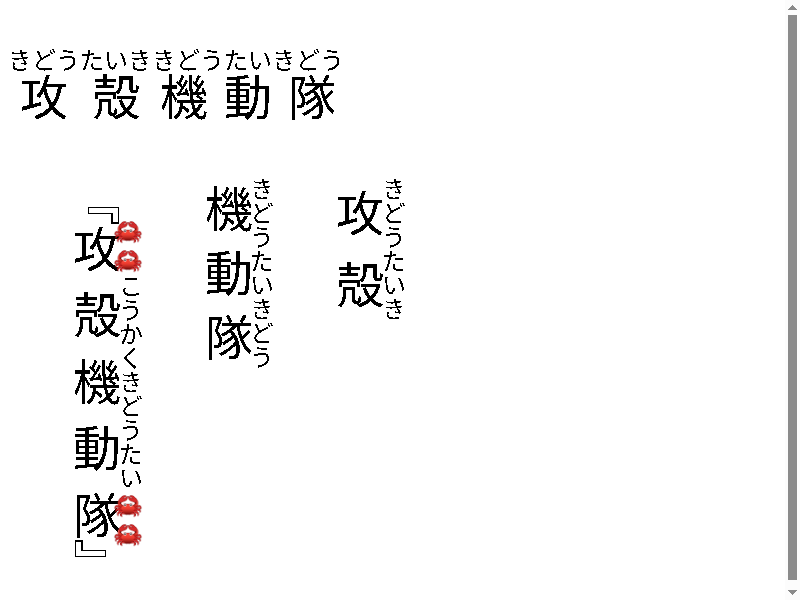 きどうたいききどうたいきどう
攻殻機動隊
きどうたいき
攻殻
きどうたいきどう
機動隊
🦀🦀こうかくきどうたい🦀🦀
『攻殻機動隊』